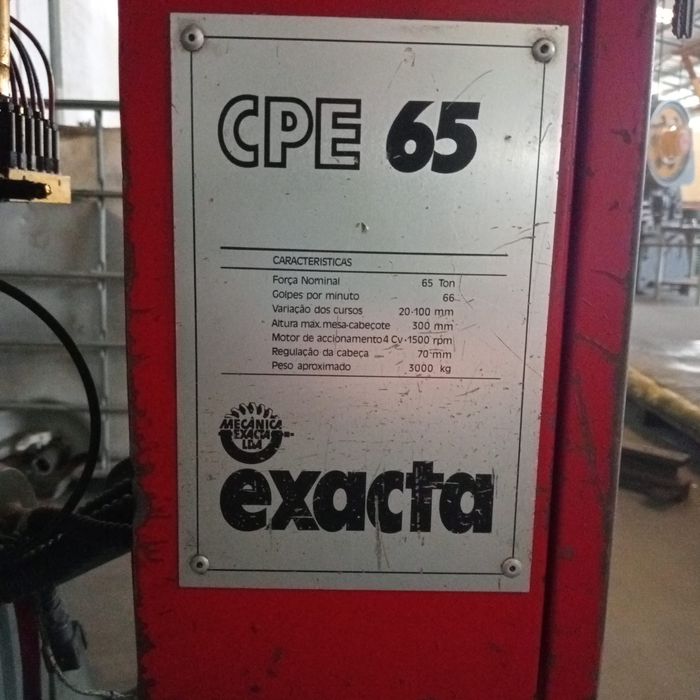 CPE 65
CARACTERISTICAS
Força Nominal 65 Ton
Golpes por minuto 66
Variação dos cursos 20-100 mm
Altura max. mesa-cabeçote 300 mm
Motor de accionamento 4 Cv-1500 rpm
Regulação da cabeça 70 mm
Peso aproximado 3000 kg
MECÂNICA
EXACTA
LDA
exacta